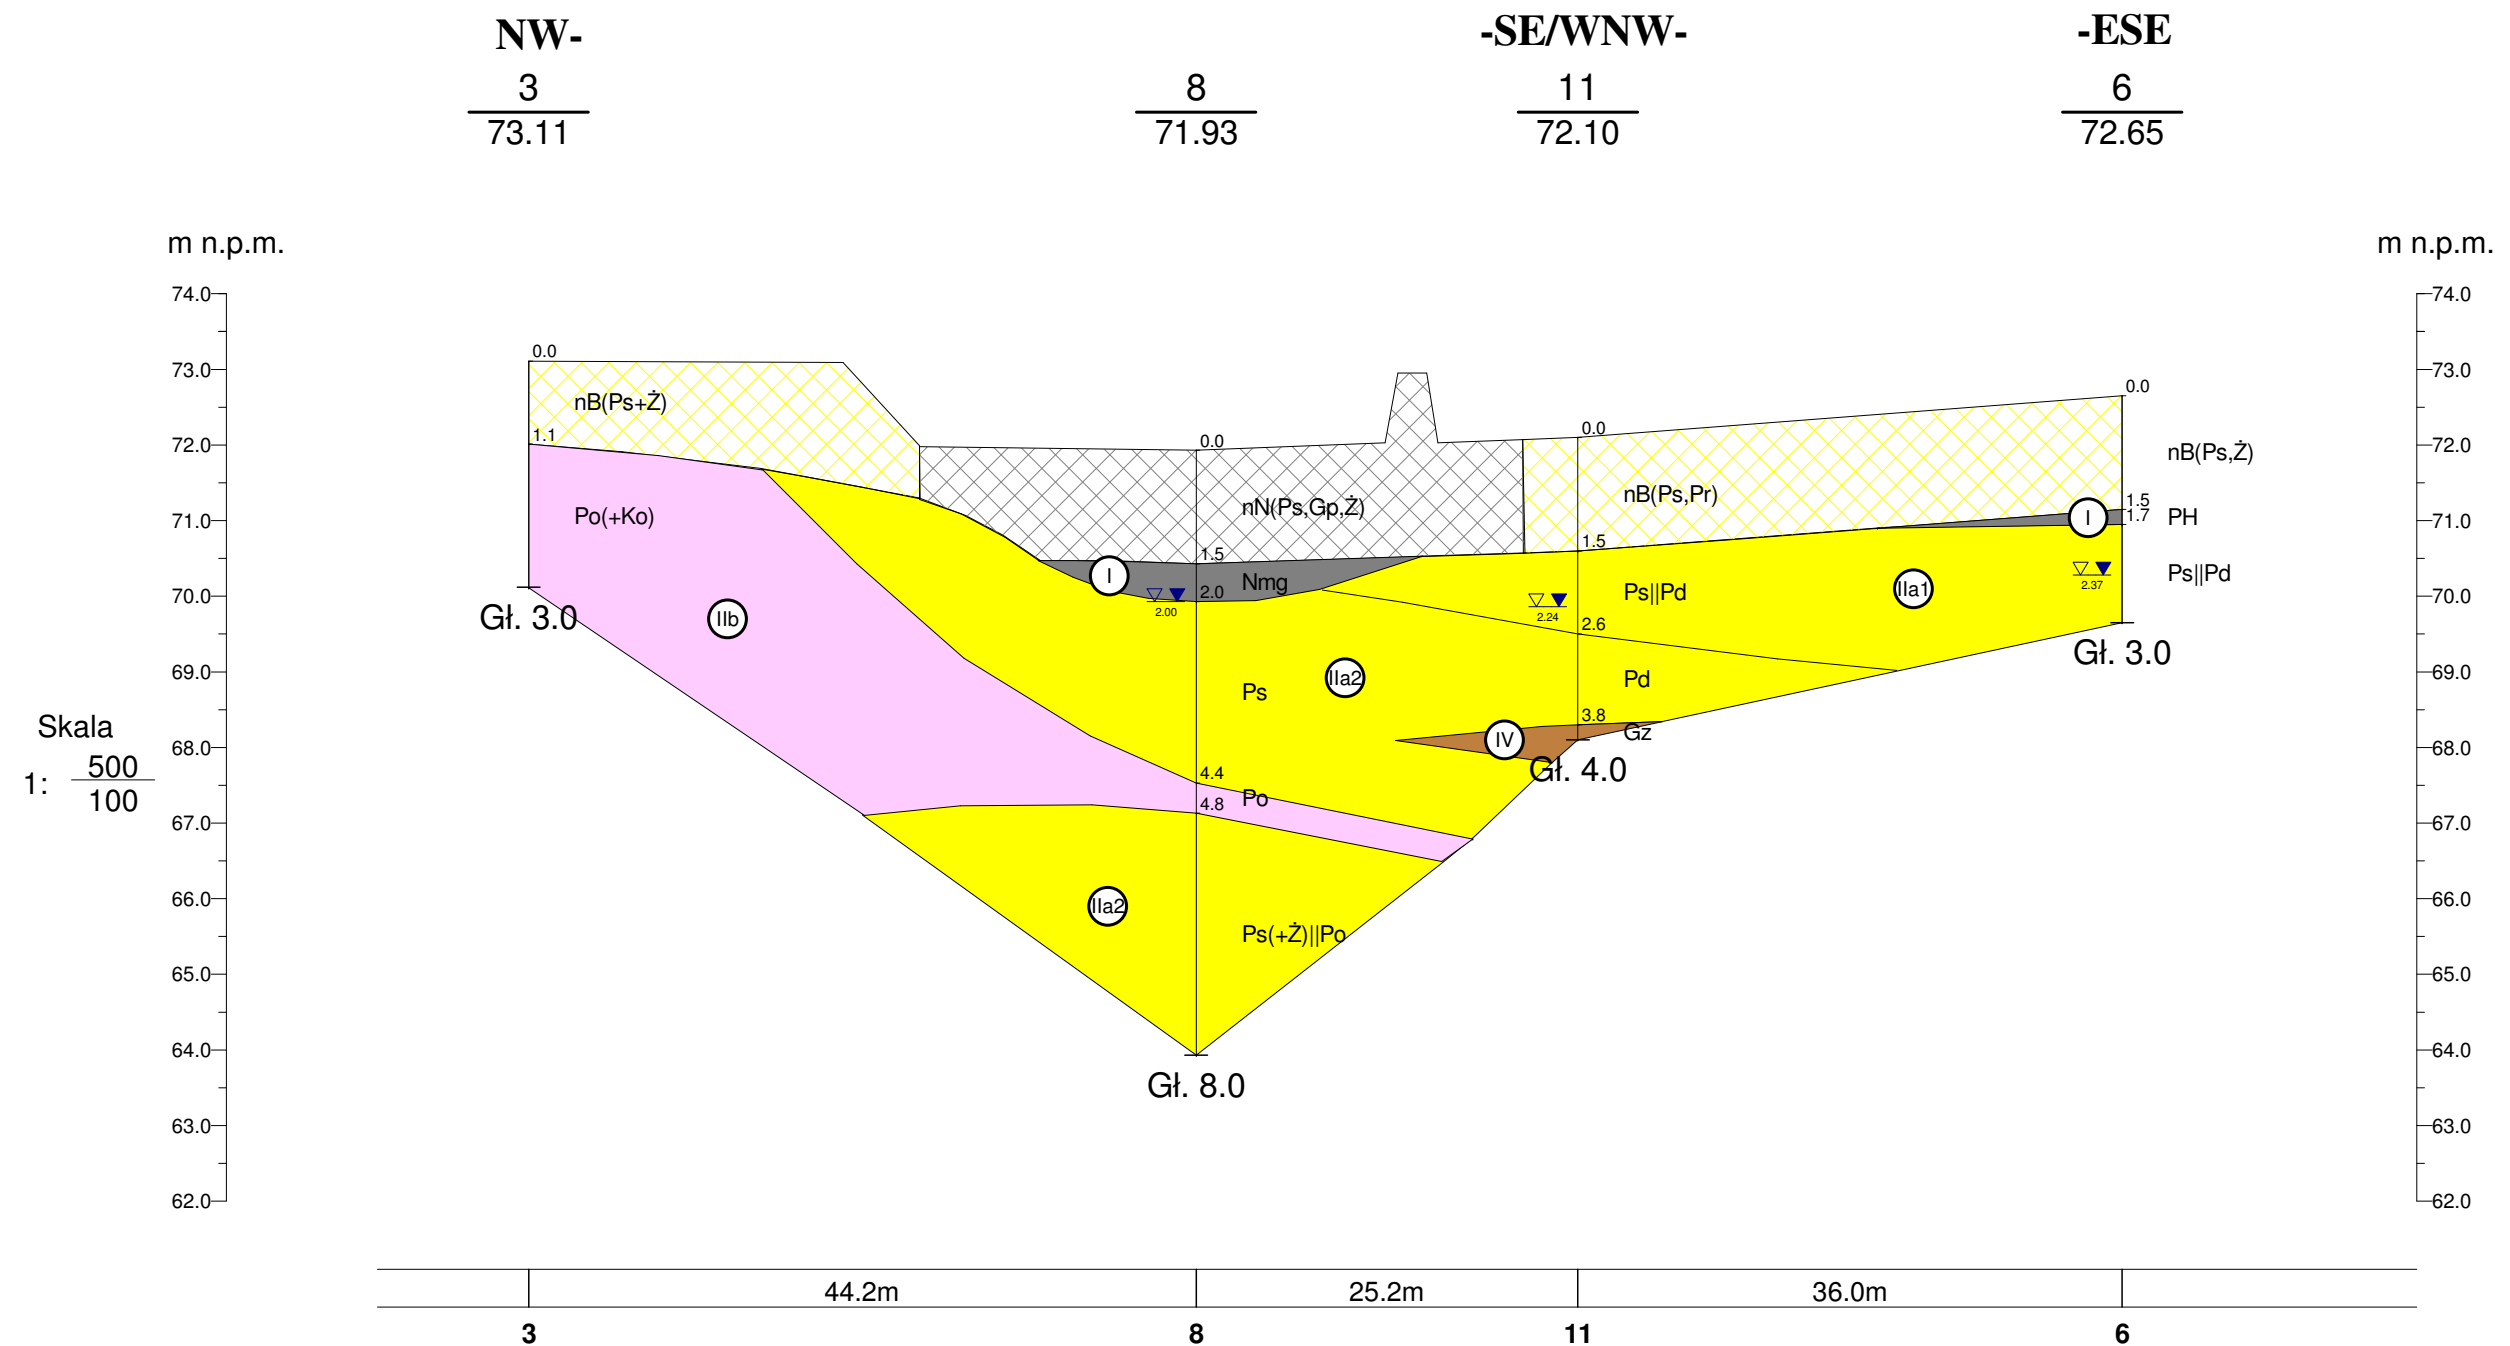 NW- -SE/WNW- -ESE
3 8 11 6
73.11 71.93 72.10 72.65
m n.p.m. m n.p.m.
74.0 74.0
0.0
73.0 73.0
0.0
nB(Ps+Ż)
0.0
1.1 0.0
72.0 72.0
nB(Ps,Ż)
nB(Ps,Pr)
1.5
nN(Ps,Gp,Ż)
Po(+Ko) I 1.7 PH
71.0 71.0
1.5
1.5
I Nmg Ps||Pd
IIa1
2.37
Ps||Pd
70.0 2.0 70.0
2.00 2.24
Gł. 3.0 IIb 2.6
Gł. 3.0
69.0 69.0
IIa2 Pd
Ps
3.8
Skala Gz
68.0 IV 68.0
500
1: Gł. 4.0
100
4.4
Po
4.8
67.0 67.0
66.0 IIa2 66.0
Ps(+Ż)||Po
65.0 65.0
64.0 64.0
Gł. 8.0
63.0 63.0
62.0 62.0
44.2m 25.2m 36.0m
3 8 11 6